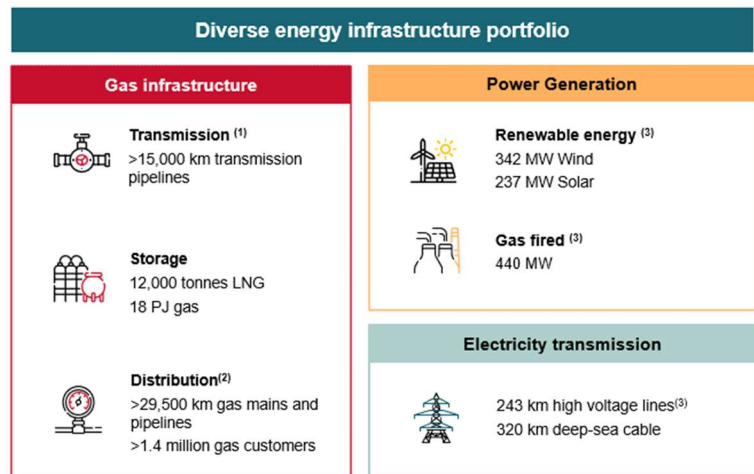 Diverse energy infrastructure portfolio
Gas infrastructure
Transmission (1)
>15,000 km transmission
pipelines
Storage
12,000 tonnes LNG
18 PJ gas
Distribution(2)
>29,500 km gas mains and
pipelines
>1.4 million gas customers
Power Generation
Renewable energy (3)
342 MW Wind
237 MW Solar
Gas fired (3)
440 MW
Electricity transmission
243 km high voltage lines(3)
320 km deep-sea cable